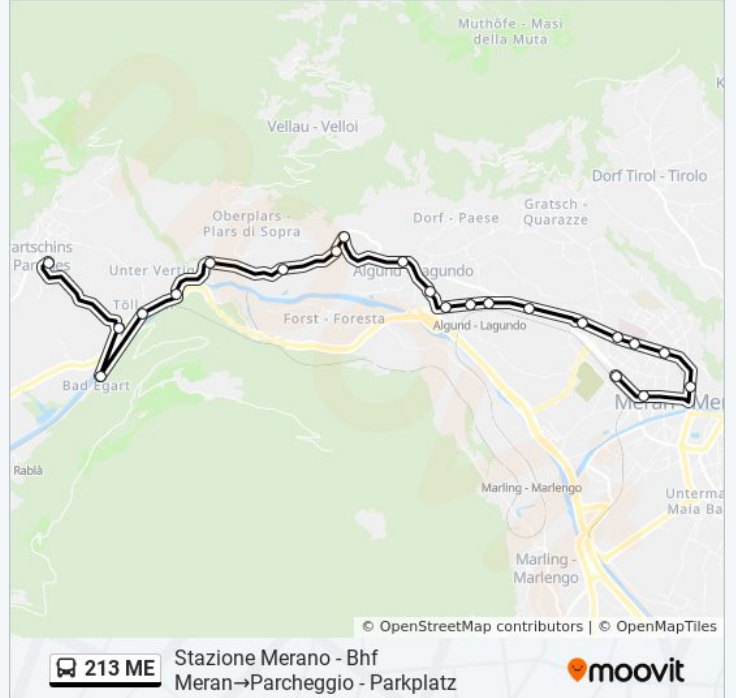 Muthöfe - Masi
della Muta
Vellau - Velloi
Dorf Tirol - Tirolo
Gratsch -
Quarazze
Oberplars -
Plars di Sopra
Dorf - Paese
artschins
Unter
Algund - Lagundo
Töll
Forst - Foresta
Algund - Lagundo
Bad Egart
Meran - Mer
Rablà
Marling - Marlengo
Unterma
Maia Ba
Marling -
Marlengo
© OpenStreetMap contributors | © OpenMapTiles
213 ME
Stazione Merano - Bhf
Meran→Parcheggio - Parkplatz
moovit